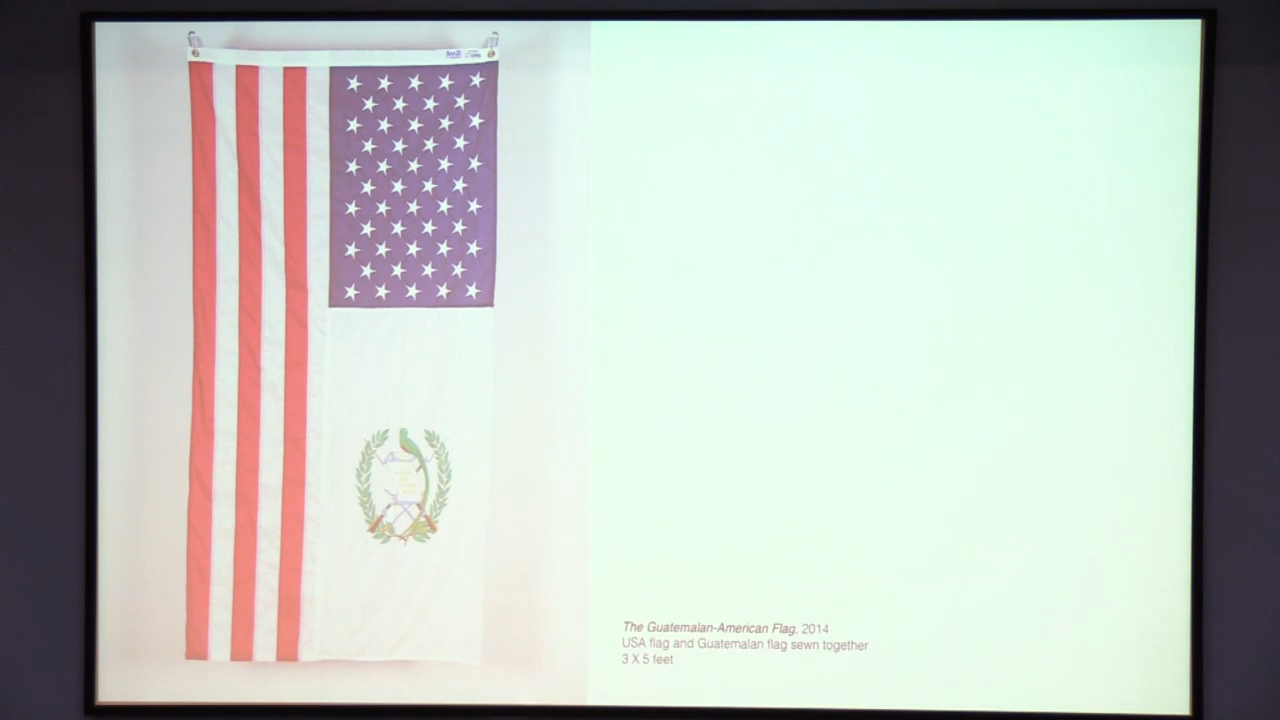 The Guatemalan-American Flag, 2014
USA flag and Guatemalan flag sewn together
3 X 5 feet